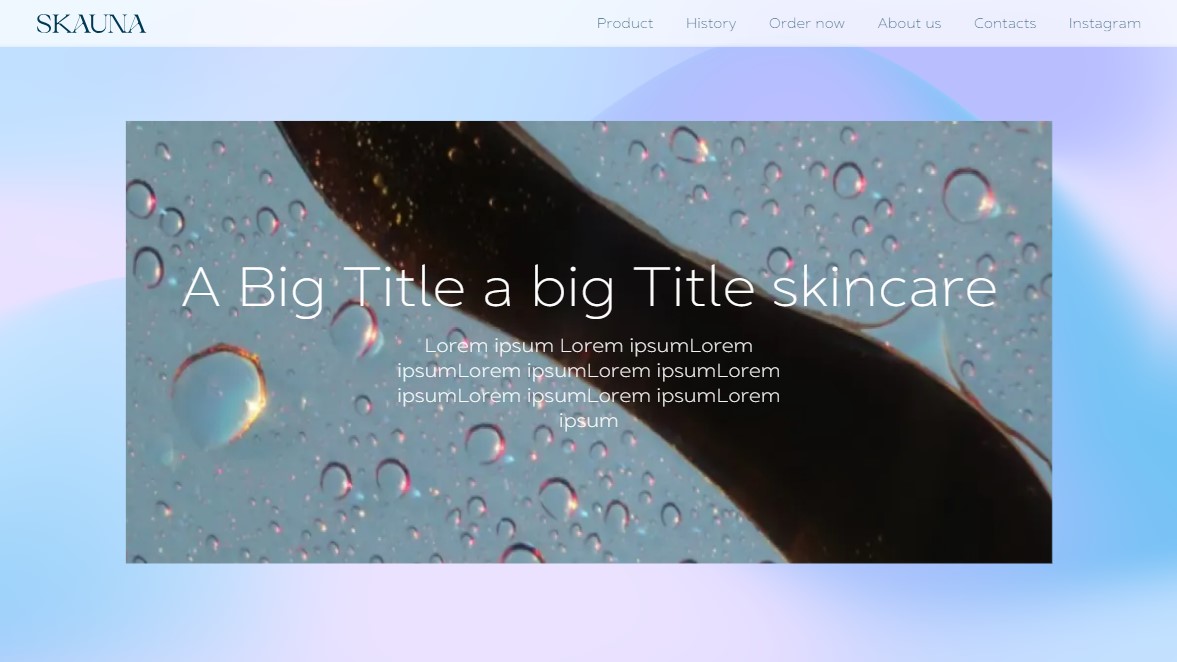 SKAUNA
Product History Order now About us Contacts Instagram
A Big Title a big Title skincare
Lorem ipsum Lorem ipsumLorem
ipsumLorem ipsumLorem ipsumLorem
ipsumLorem ipsumLorem ipsumLorem
ipsum